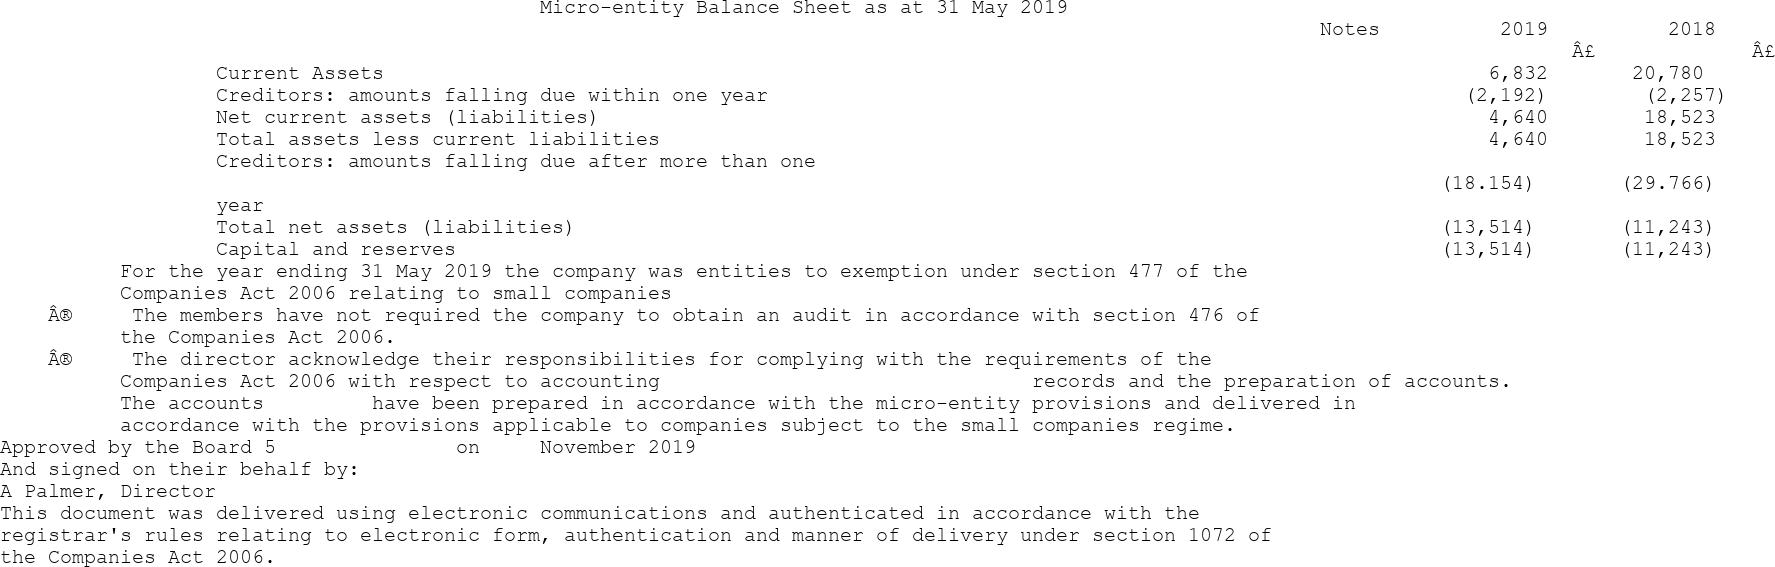 Micro-entity Balance Sheet as at 31 May 2019
Notes 2019 2018
Â£ Â£
Current Assets 6,832 20,780
Creditors: amounts falling due within one year (2,192) (2,257)
Net current assets (liabilities) 4,640 18,523
Total assets less current liabilities 4,640 18,523
Creditors: amounts falling due after more than one
(18.154) (29.766)
year
Total net assets (liabilities) (13,514) (11,243)
Capital and reserves (13,514) (11,243)
For the year ending 31 May 2019 the company was entities to exemption under section 477 of the
Companies Act 2006 relating to small companies
Â® The members have not required the company to obtain an audit in accordance with section 476 of
the Companies Act 2006.
Â® The director acknowledge their responsibilities for complying with the requirements of the
Companies Act 2006 with respect to accounting records and the preparation of accounts.
The accounts have been prepared in accordance with the micro-entity provisions and delivered in
accordance with the provisions applicable to companies subject to the small companies regime.
Approved by the Board 5 on November 2019
And signed on their behalf by:
A Palmer, Director
This document was delivered using electronic communications and authenticated in accordance with the
registrar's rules relating to electronic form, authentication and manner of delivery under section 1072 of
the Companies Act 2006.